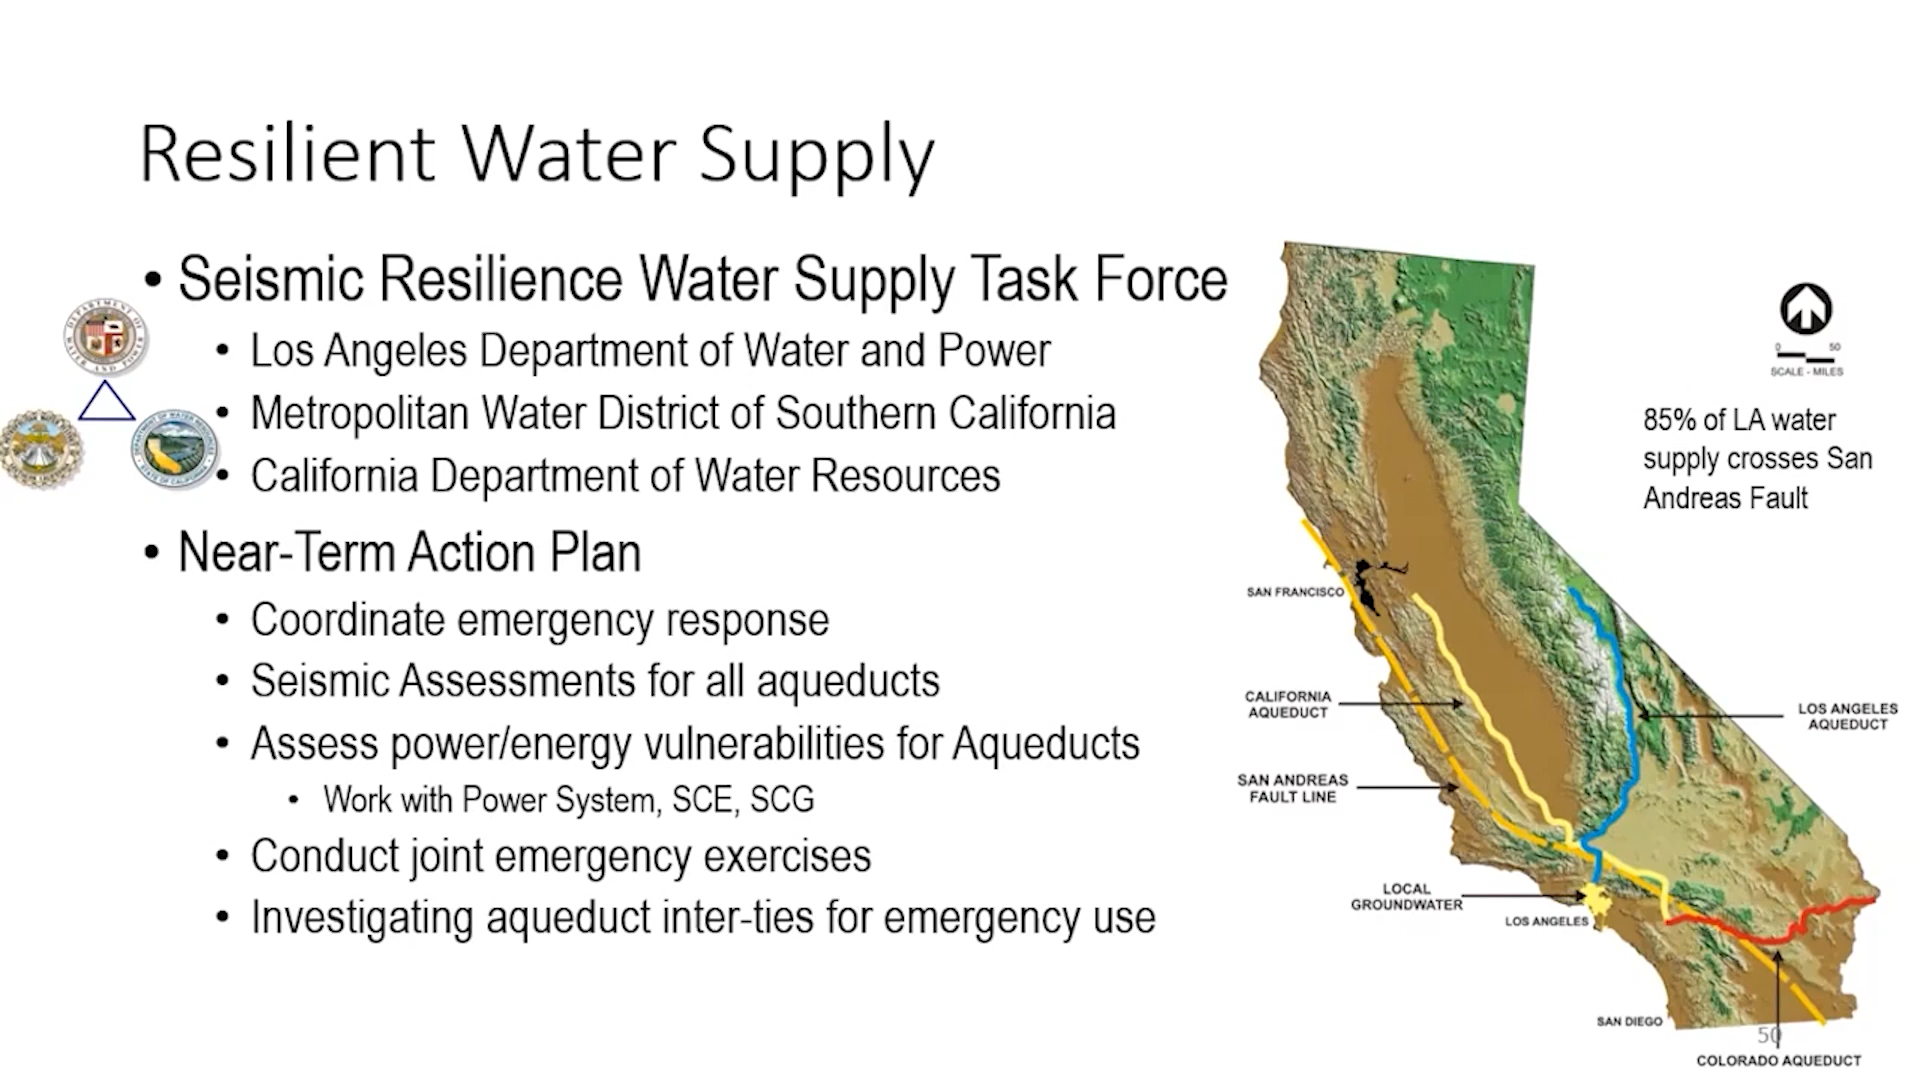 Resilient Water Supply
• Seismic Resilience Water Supply Task Force
• Los Angeles Department of Water and Power
• Metropolitan Water District of Southern California
• California Department of Water Resources
• Near-Term Action Plan
• Coordinate emergency response
• Seismic Assessments for all aqueducts
• Assess power/energy vulnerabilities for Aqueducts
• Work with Power System, SCE, SCG
• Conduct joint emergency exercises
• Investigating aqueduct inter-ties for emergency use
0 50
SCALE - MILES
85% of LA water
supply crosses San
Andreas Fault
SAN FRANCISCO
CALIFORNIA
AQUEDUCT
LOS ANGELES
AQUEDUCT
SAN ANDREAS
FAULT LINE
LOCAL
GROUNDWATER
LOS ANGELES
SAN DIEGO
50
COLORADO AQUEDUCT
DEPARTMENT OF
WATER AND POWER